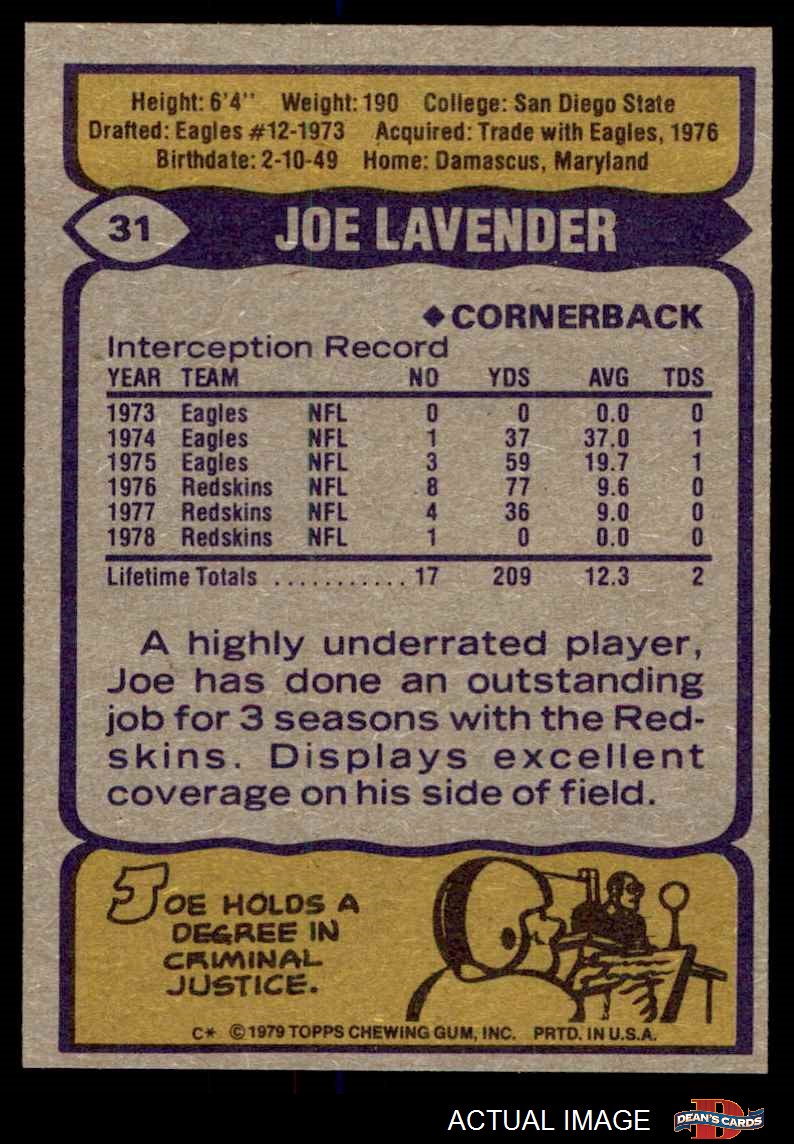 Height: 6'4" Weight: 190 College: San Diego State
Drafted: Eagles #12-1973 Acquired: Trade with Eagles, 1976
Birthdate: 2-10-49 Home: Damascus, Maryland
31 JOE LAVENDER
◆ CORNERBACK
Interception Record
YEAR TEAM NO YDS AVG TDS
1973 Eagles NFL 0 0 0.0 0
1974 Eagles NFL 1 37 37.0 1
1975 Eagles NFL 3 59 19.7 1
1976 Redskins NFL 8 77 9.6 0
1977 Redskins NFL 4 36 9.0 0
1978 Redskins NFL 1 0 0.0 0
Lifetime Totals ........... 17 209 12.3 2
A highly underrated player,
Joe has done an outstanding
job for 3 seasons with the Red-
skins. Displays excellent
coverage on his side of field.
JOE HOLDS A
DEGREE IN
CRIMINAL
JUSTICE.
C* © 1979 TOPPS CHEWING GUM, INC. PRTD. IN U.S.A.
ACTUAL IMAGE
D
DEAN'S CARDS